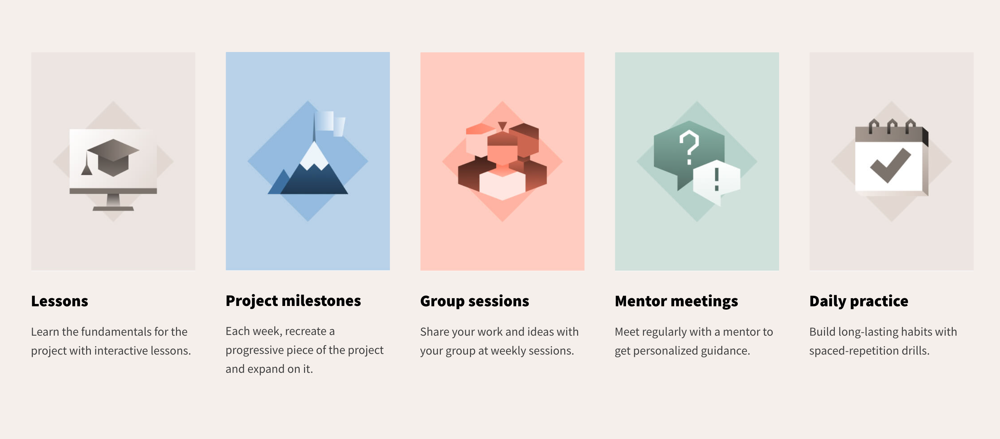 Lessons
Learn the fundamentals for the
project with interactive lessons.
Project milestones
Each week, recreate a
progressive piece of the project
and expand on it.
Group sessions
Share your work and ideas with
your group at weekly sessions.
Mentor meetings
Meet regularly with a mentor to
get personalized guidance.
Daily practice
Build long-lasting habits with
spaced-repetition drills.